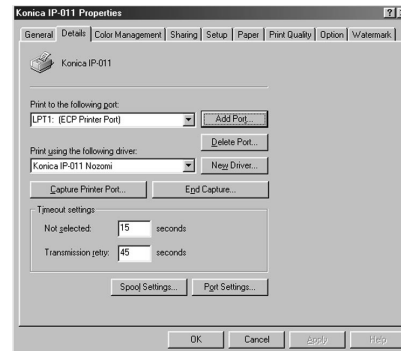 Konica IP-011 Properties
General Details Color Management Sharing Setup Paper Print Quality Option Watermark
Konica IP-011
Print to the following port:
LPT1: (ECP Printer Port) Add Port...
Delete Port...
Print using the following driver:
Konica IP-011 Nozomi New Driver...
Capture Printer Port... End Capture...
Timeout settings
Not selected: 15 seconds
Transmission retry: 45 seconds
Spool Settings... Port Settings...
OK Cancel Apply Help